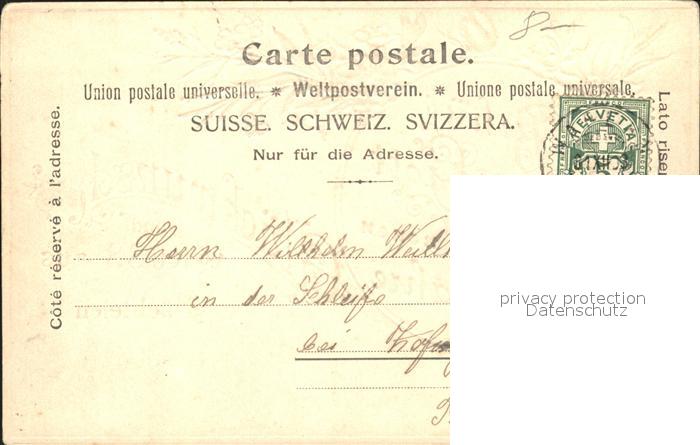 8-
Carte postale.
Union postale universelle. * Weltpostverein. * Unione postale universale.
SUISSE. SCHWEIZ. SVIZZERA.
Nur für die Adresse.
Côté réservé à l'adresse.
Lato
HELVETIA
Herrn Wilhelm
in der Schleife
bei
privacy protection
Datenschutz